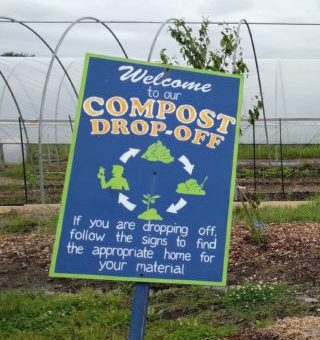 Welcome
to our
COMPOST
DROP-OFF
If you are dropping off,
follow the signs to find
the appropriate home for
your material